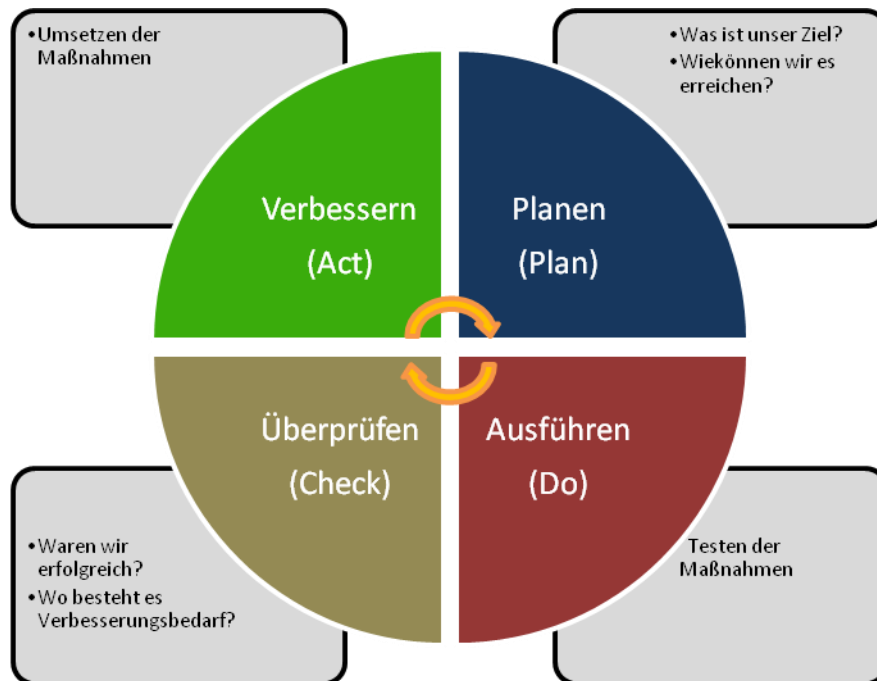 •Umsetzen der
Maßnahmen
•Was ist unser Ziel?
•Wiekönnen wir es
erreichen?
Verbessern
(Act)
Planen
(Plan)
Überprüfen
(Check)
Ausführen
(Do)
•Waren wir
erfolgreich?
•Wo besteht es
Verbesserungsbedarf?
Testen der
Maßnahmen